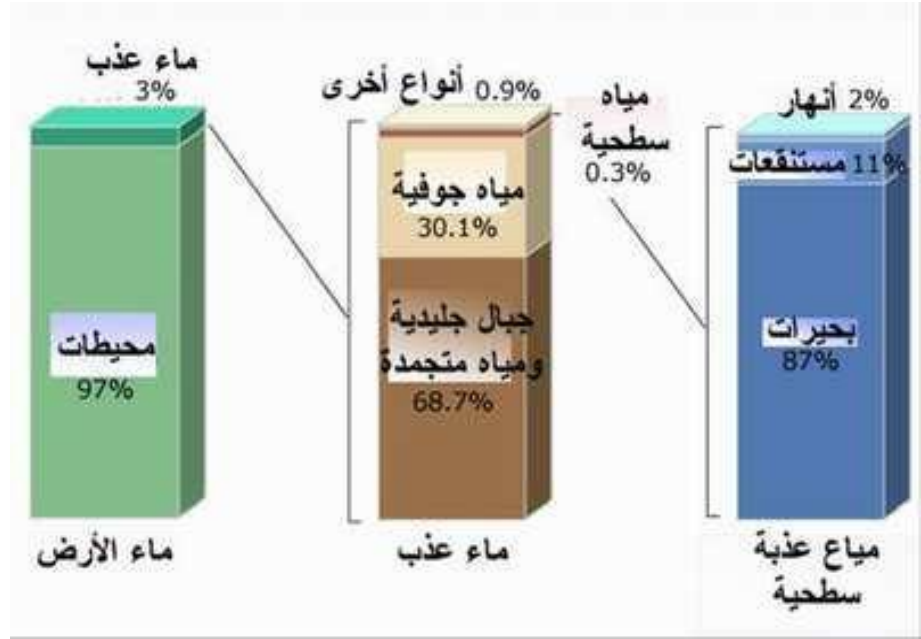 ماء عذب
3%
محيطات
97%
ماء الأرض
أنواع أخرى 0.9%
مياه جوفية
30.1%
جبال جليدية
ومياه متجمدة
68.7%
ماء عذب
مياه
سطحية
0.3%
أنهار 2%
مستنقعات 11%
بحيرات
87%
مياع عذبة
سطحية